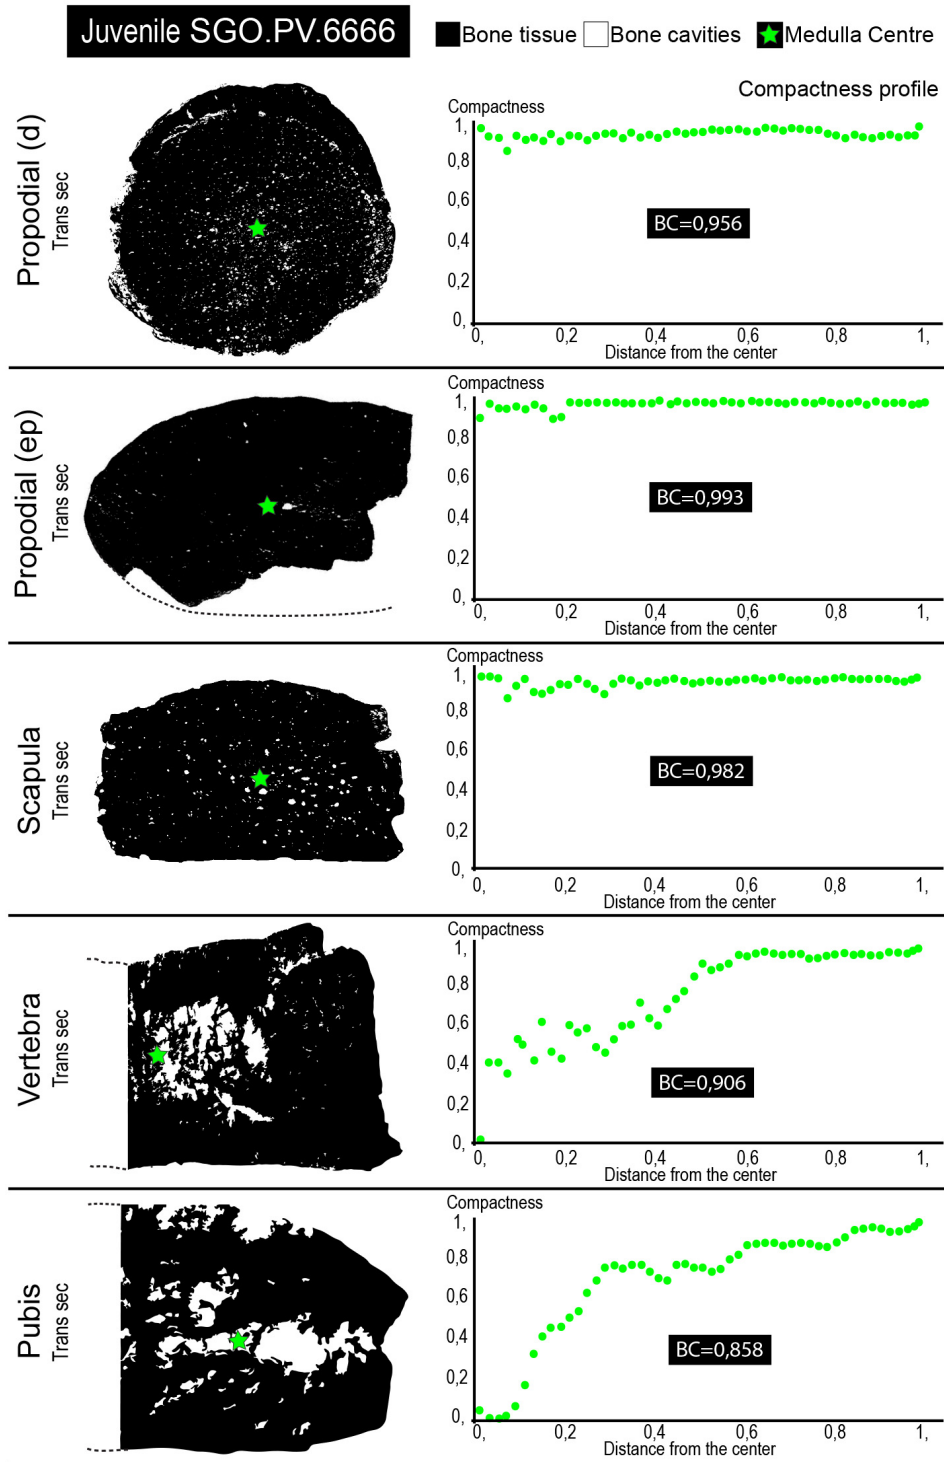 Juvenile SGO.PV.6666
Bone tissue
Bone cavities
Medulla Centre
Compactness profile
Propodial (d)
Trans sec
Compactness
1,
0,8
0,6
0,4
0,2
0,
BC=0,956
0,
0,2
0,4
0,6
0,8
1,
Distance from the center
Propodial (ep)
Trans sec
Compactness
1,
0,8
0,6
0,4
0,2
0,
BC=0,993
0,
0,2
0,4
0,6
0,8
1,
Distance from the center
Scapula
Trans sec
Compactness
1,
0,8
0,6
0,4
0,2
0,
BC=0,982
0,
0,2
0,4
0,6
0,8
1,
Distance from the center
Vertebra
Trans sec
Compactness
1,
0,8
0,6
0,4
0,2
0,
BC=0,906
0,
0,2
0,4
0,6
0,8
1,
Distance from the center
Pubis
Trans sec
Compactness
1,
0,8
0,6
0,4
0,2
0,
BC=0,858
0,
0,2
0,4
0,6
0,8
1,
Distance from the center